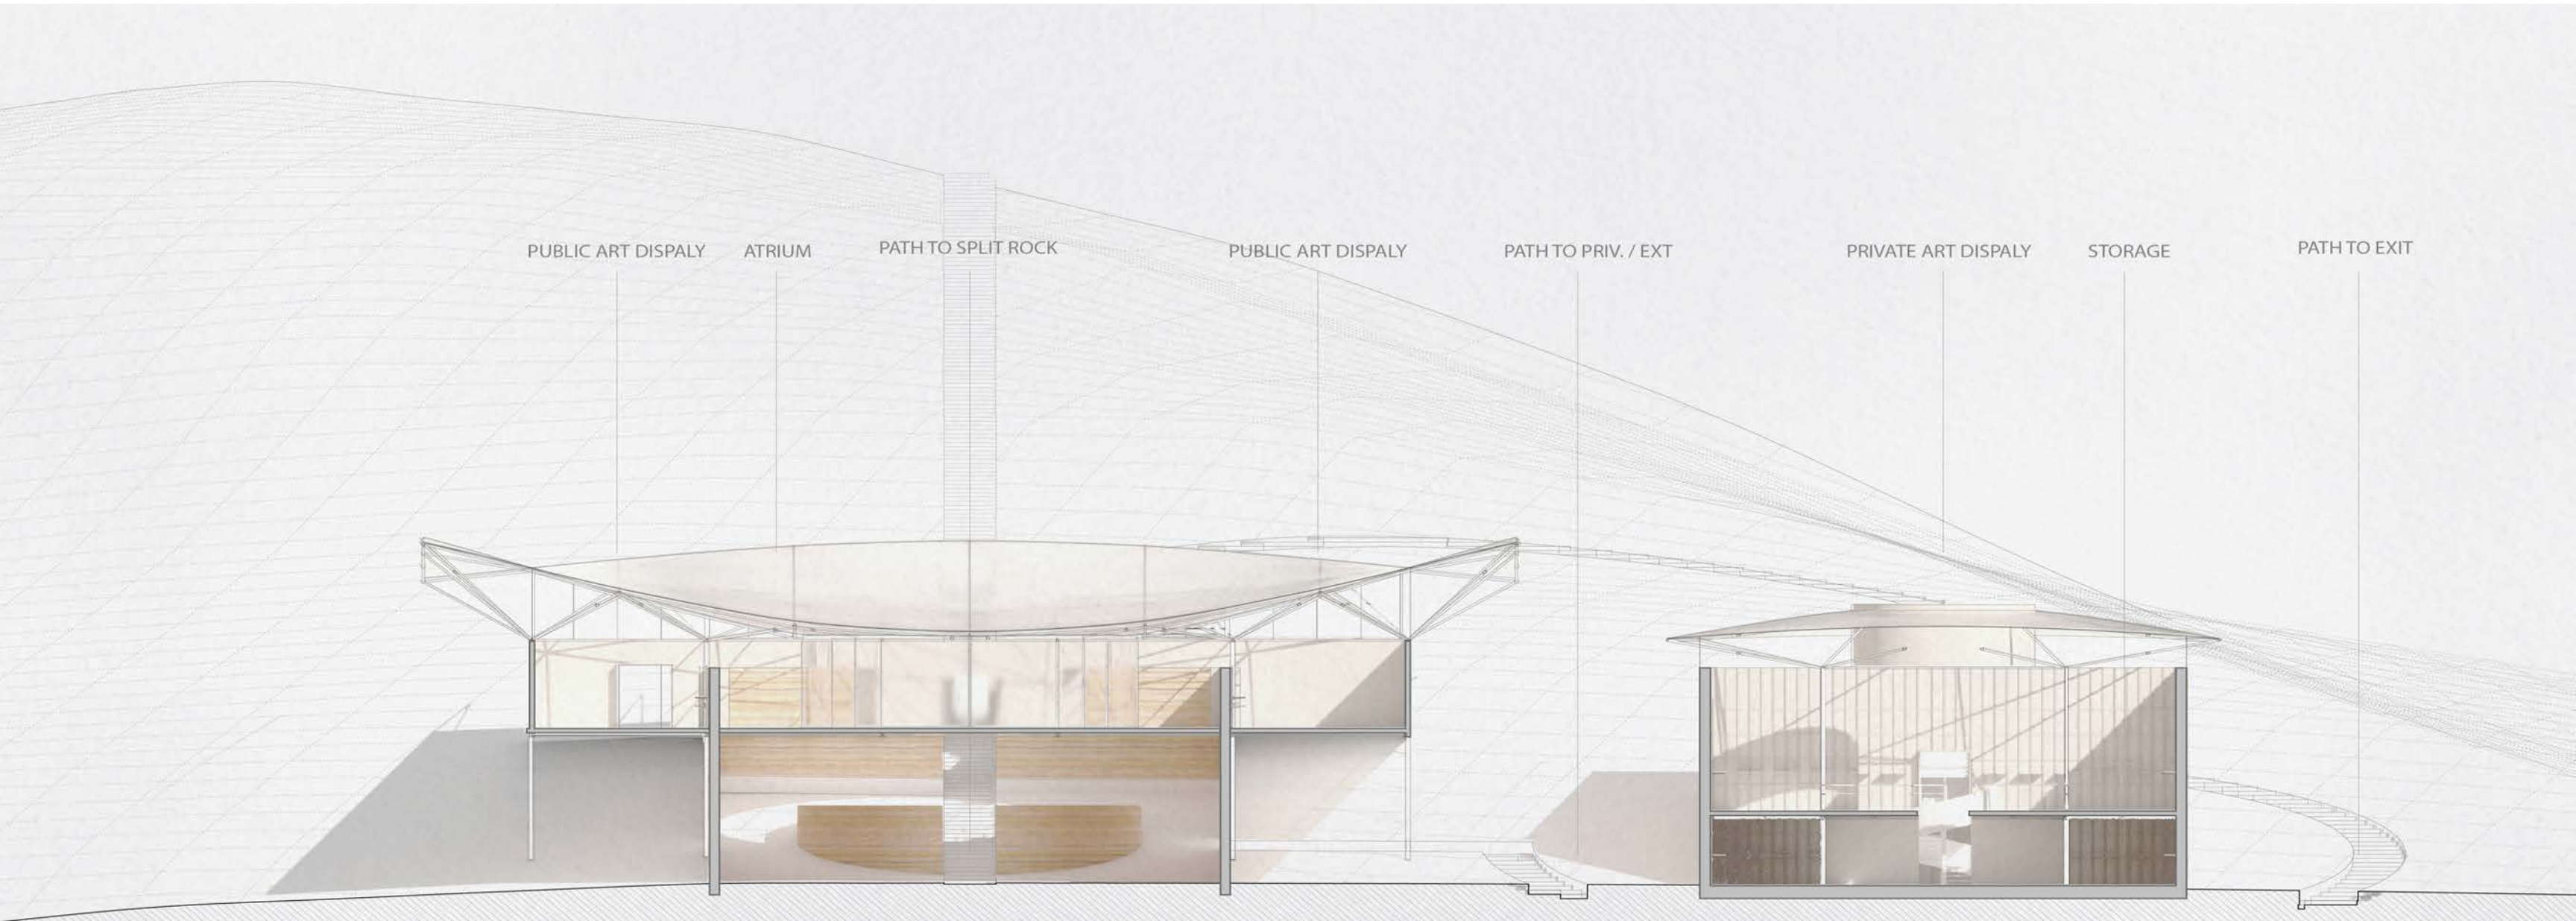 PUBLIC ART DISPALY
ATRIUM
PATH TO SPLIT ROCK
PUBLIC ART DISPALY
PATH TO PRIV. / EXT
PRIVATE ART DISPALY
STORAGE
PATH TO EXIT